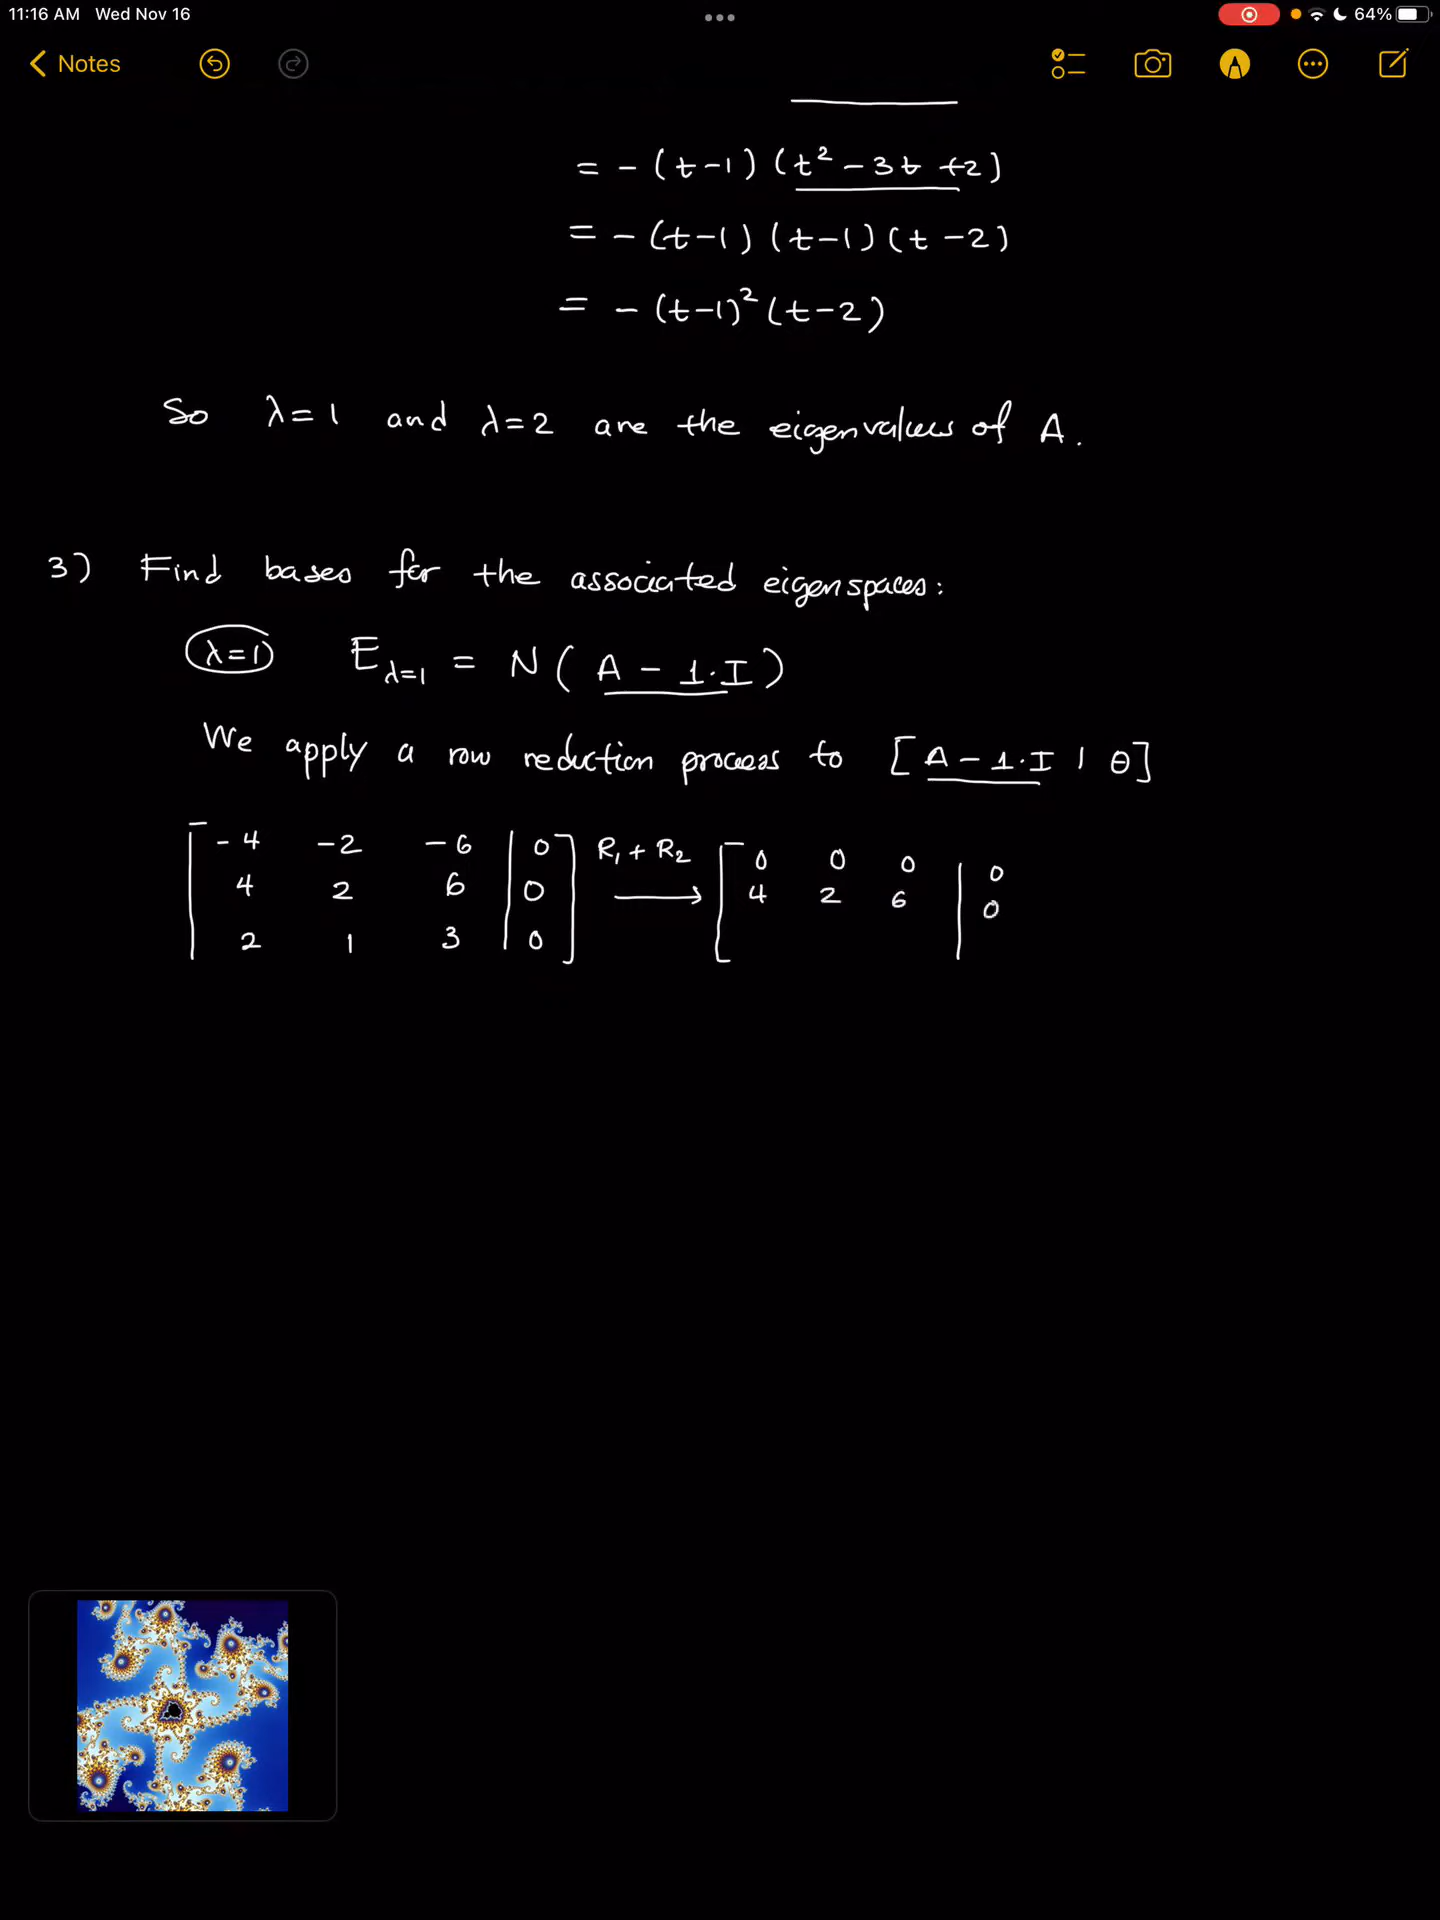 11:16 AM Wed Nov 16 64%
Notes
= - (t-1) (t² - 3t + 2)
= - (t-1) (t-1) (t-2)
= - (t-1)² (t-2)
So λ=1 and λ=2 are the eigenvalues of A.
3) Find bases for the associated eigenspaces:
λ=1 E_{λ=1} = N ( A - 1·I )
We apply a row reduction process to [ A - 1·I | θ ]
-4 -2 -6 | 0 R₁ + R₂ 0 0 0 | 0
4 2 6 | 0 → 4 2 6 | 0
2 1 3 | 0